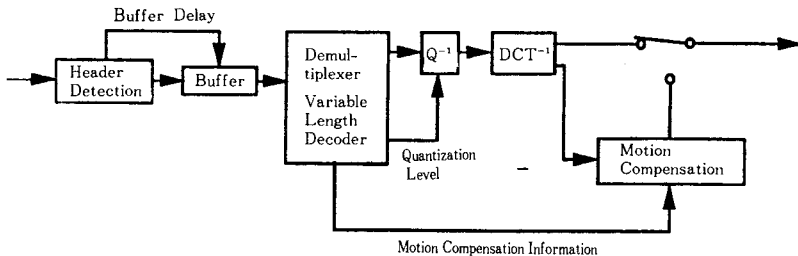 Buffer Delay
Header
Detection
Buffer
Demul-
tiplexer
Variable
Length
Decoder
Q⁻¹
DCT⁻¹
Quantization
Level
Motion
Compensation
Motion Compensation Information